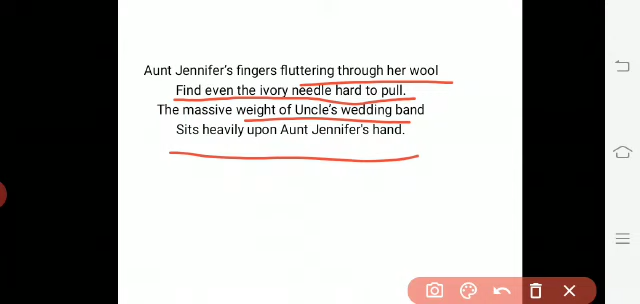 Aunt Jennifer's fingers fluttering through her wool
Find even the ivory needle hard to pull.
The massive weight of Uncle's wedding band
Sits heavily upon Aunt Jennifer's hand.